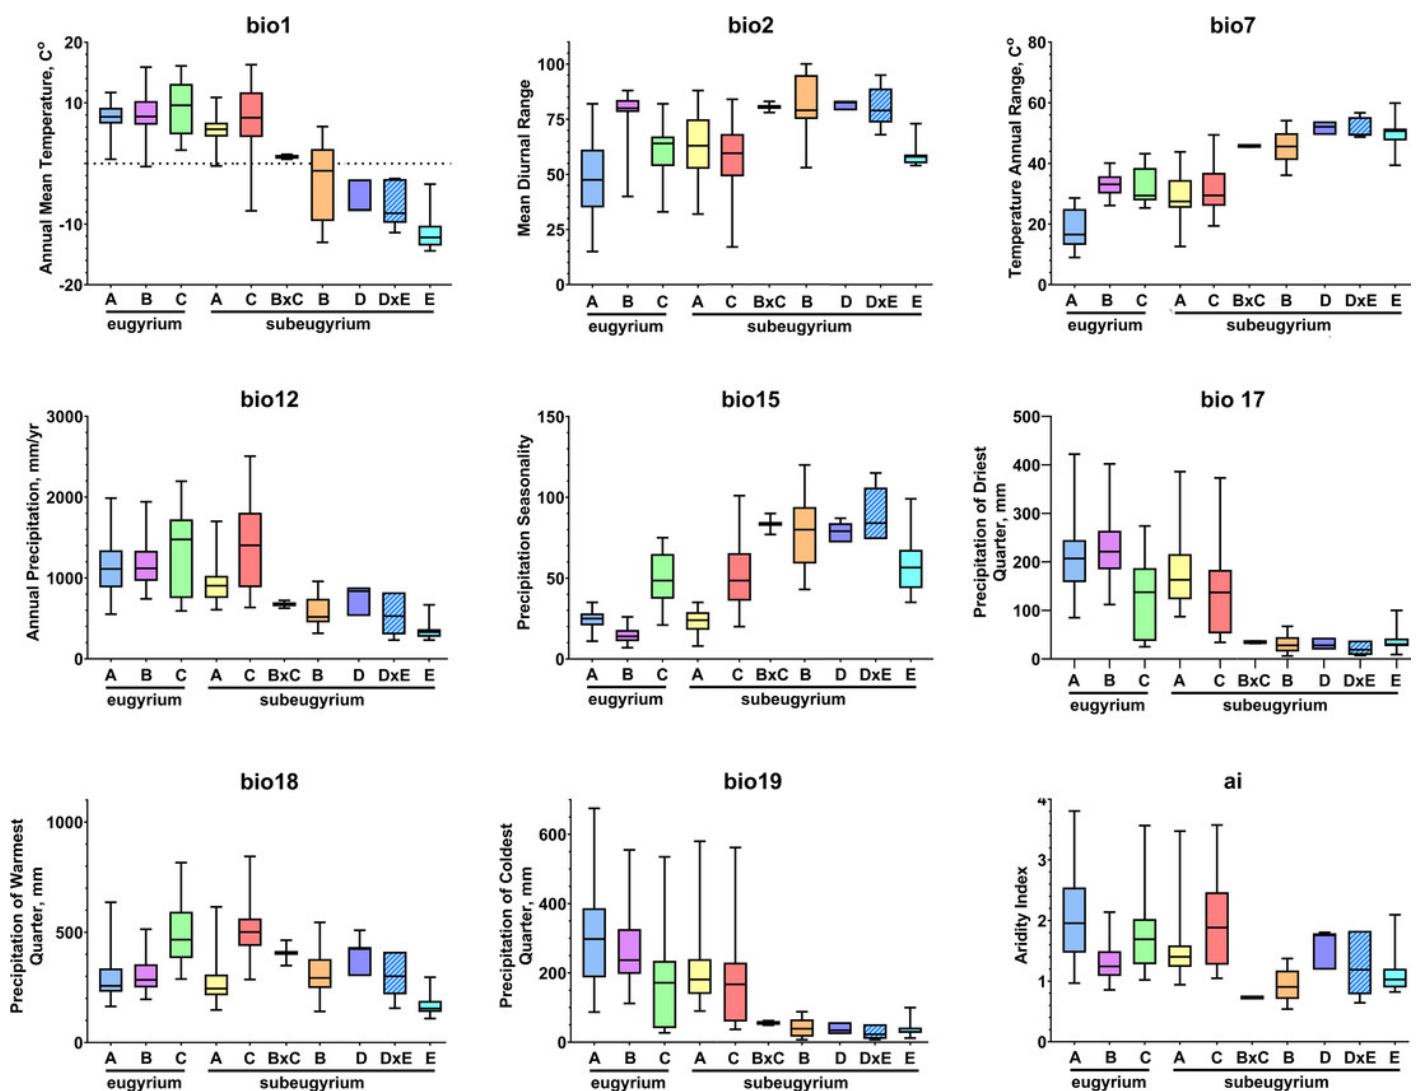 bio1
Annual Mean Temperature, C°
20
10
0
-10
-20
A B C A C BxC B D DxE E
eugyrium subeugyrium
bio2
Mean Diurnal Range
100
75
50
25
0
A B C A C BxC B D DxE E
eugyrium subeugyrium
bio7
Temperature Annual Range, C°
80
60
40
20
0
A B C A C BxC B D DxE E
eugyrium subeugyrium
bio12
Annual Precipitation, mm/yr
3000
2000
1000
0
A B C A C BxC B D DxE E
eugyrium subeugyrium
bio15
Precipitation Seasonality
150
100
50
0
A B C A C BxC B D DxE E
eugyrium subeugyrium
bio 17
Precipitation of Driest
Quarter, mm
500
400
300
200
100
0
A B C A C BxC B D DxE E
eugyrium subeugyrium
bio18
Precipitation of Warmest
Quarter, mm
1000
500
0
A B C A C BxC B D DxE E
eugyrium subeugyrium
bio19
Precipitation of Coldest
Quarter, mm
600
400
200
0
A B C A C BxC B D DxE E
eugyrium subeugyrium
ai
Aridity Index
4
3
2
1
0
A B C A C BxC B D DxE E
eugyrium subeugyrium